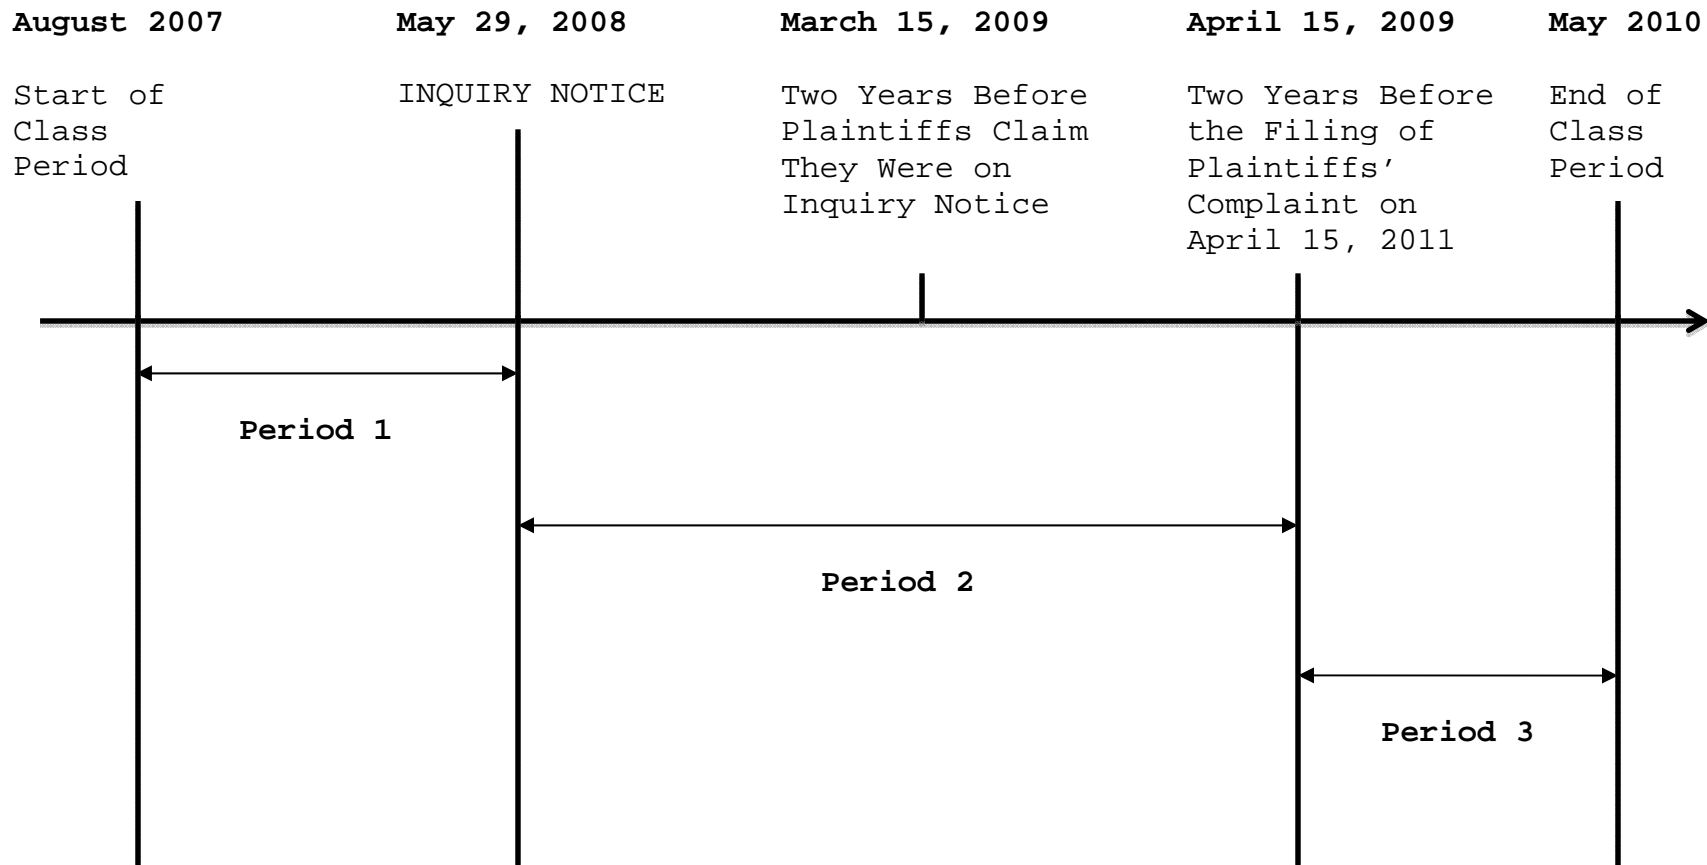 August 2007
May 29, 2008
March 15, 2009
April 15, 2009
May 2010
Start of
Class
Period
INQUIRY NOTICE
Two Years Before
Plaintiffs Claim
They Were on
Inquiry Notice
Two Years Before
the Filing of
Plaintiffs’
Complaint on
April 15, 2011
End of
Class
Period
Period 1
Period 2
Period 3